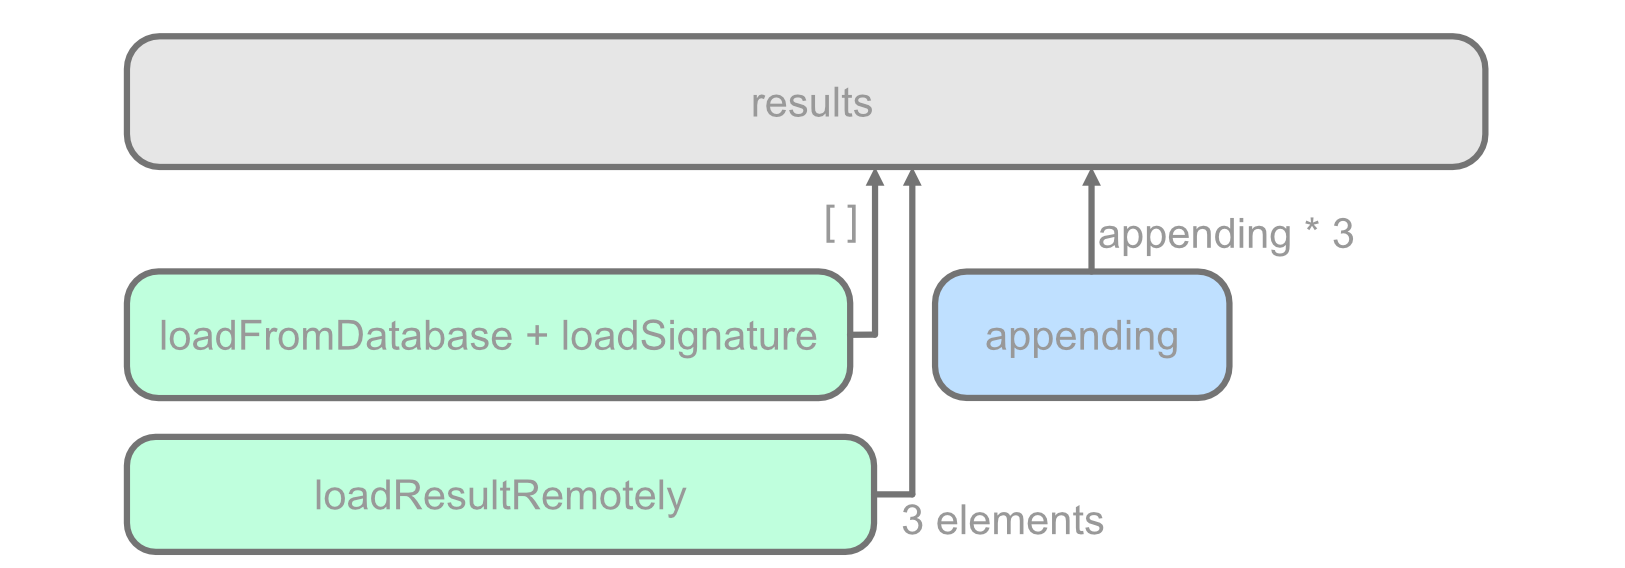 results
[ ]
appending * 3
loadFromDatabase + loadSignature
appending
loadResultRemotely
3 elements